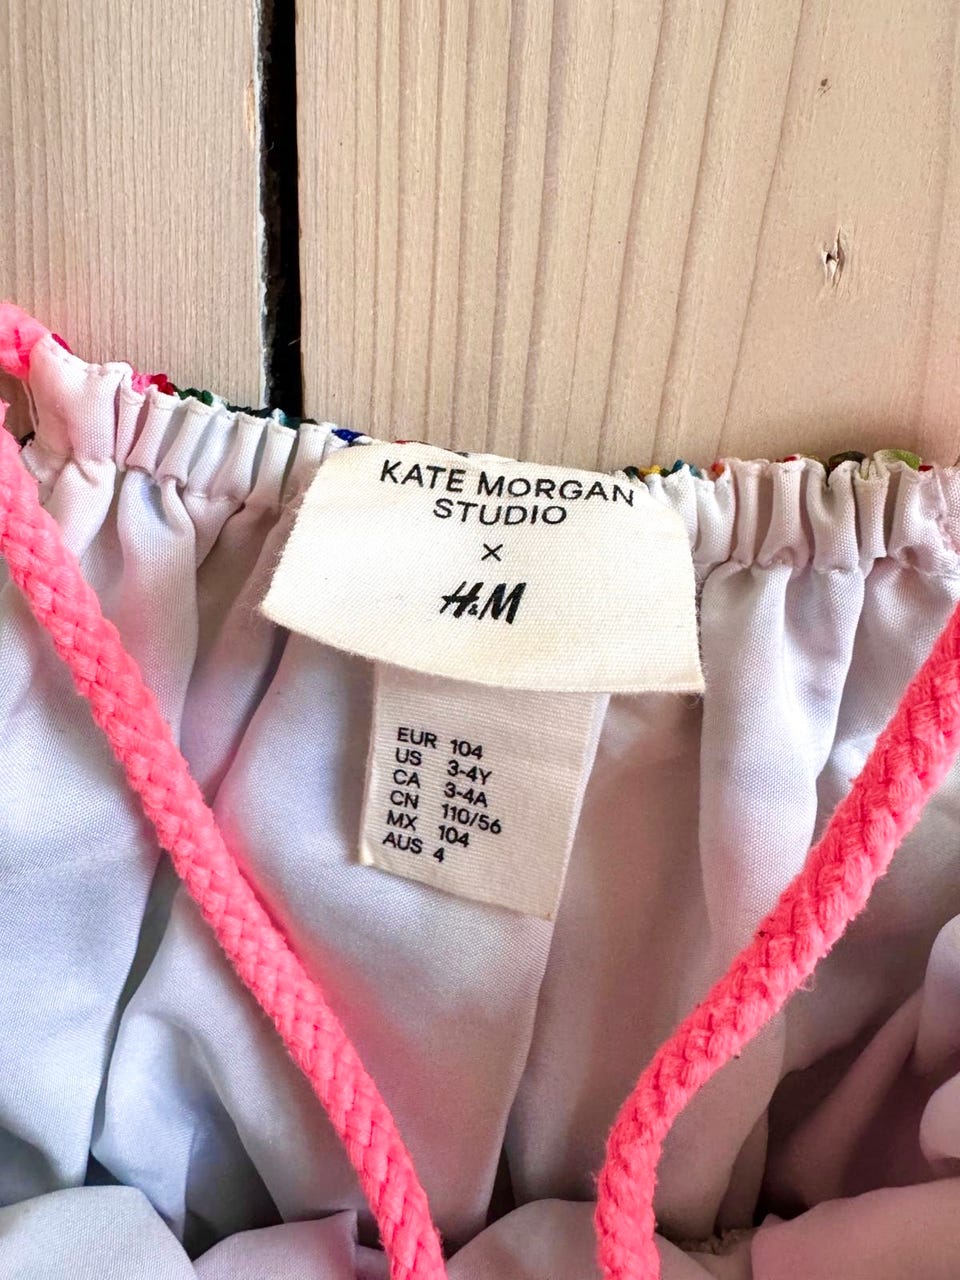 KATE MORGAN
STUDIO
×
H&M
EUR 104
US 3-4Y
CA 3-4A
CN 110/56
MX 104
AUS 4